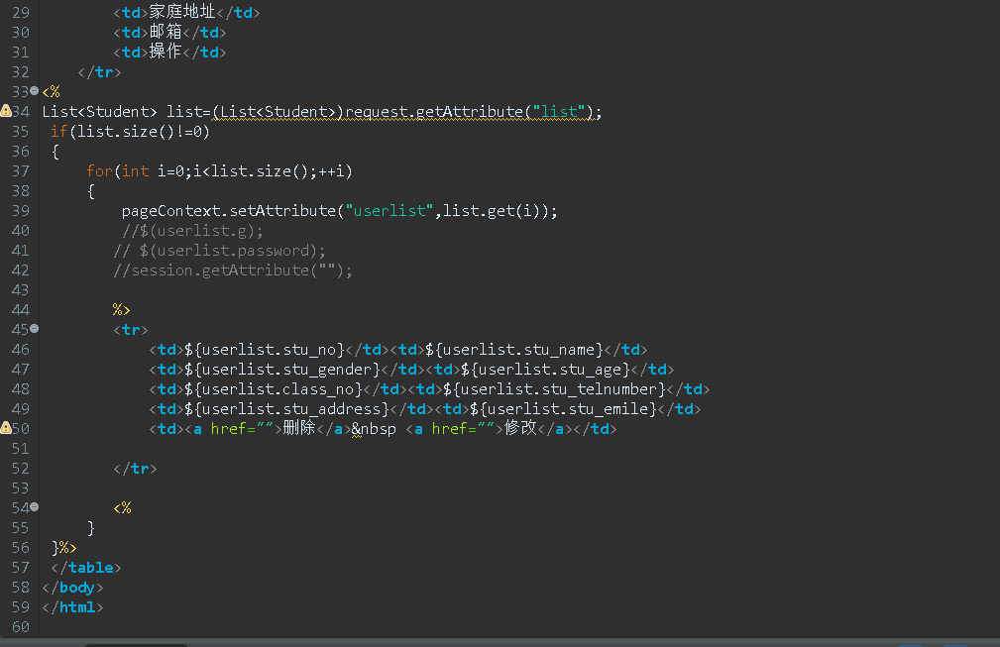 29 <td>家庭地址</td>
30 <td>邮箱</td>
31 <td>操作</td>
32 </tr>
33 <%
34 List<Student> list=(List<Student>)request.getAttribute("list");
35 if(list.size()!=0)
36 {
37 for(int i=0;i<list.size();++i)
38 {
39 pageContext.setAttribute("userlist",list.get(i));
40 //$(userlist.g);
41 // $(userlist.password);
42 //session.getAttribute("");
43
44 %>
45 <tr>
46 <td>${userlist.stu_no}</td><td>${userlist.stu_name}</td>
47 <td>${userlist.stu_gender}</td><td>${userlist.stu_age}</td>
48 <td>${userlist.class_no}</td><td>${userlist.stu_telnumber}</td>
49 <td>${userlist.stu_address}</td><td>${userlist.stu_emile}</td>
50 <td><a href="">删除</a>&nbsp <a href="">修改</a></td>
51
52 </tr>
53
54 <%
55 }
56 }%>
57 </table>
58 </body>
59 </html>
60